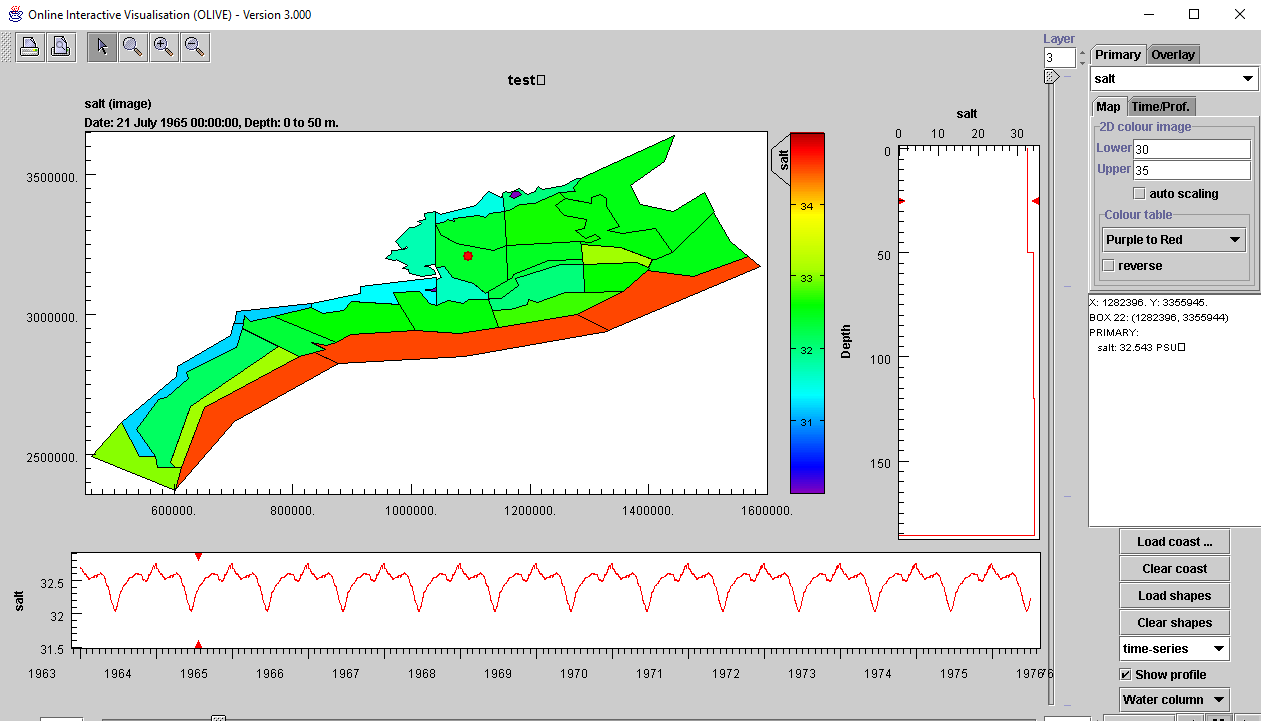 Online Interactive Visualisation (OLIVE) - Version 3.000
Layer
3
Primary Overlay
salt
test
salt (image)
Date: 21 July 1965 00:00:00, Depth: 0 to 50 m.
3500000.
3000000.
2500000.
600000. 800000. 1000000. 1200000. 1400000. 1600000.
salt
34
33
32
31
salt
0 10 20 30
Depth
0
50
100
150
Map Time/Prof.
2D colour image
Lower 30
Upper 35
auto scaling
Colour table
Purple to Red
reverse
X: 1282396. Y: 3355945.
BOX 22: (1282396, 3355944)
PRIMARY:
salt: 32.543 PSU
salt
32.5
32
31.5
1963 1964 1965 1966 1967 1968 1969 1970 1971 1972 1973 1974 1975 197676
Load coast ...
Clear coast
Load shapes
Clear shapes
time-series
Show profile
Water column